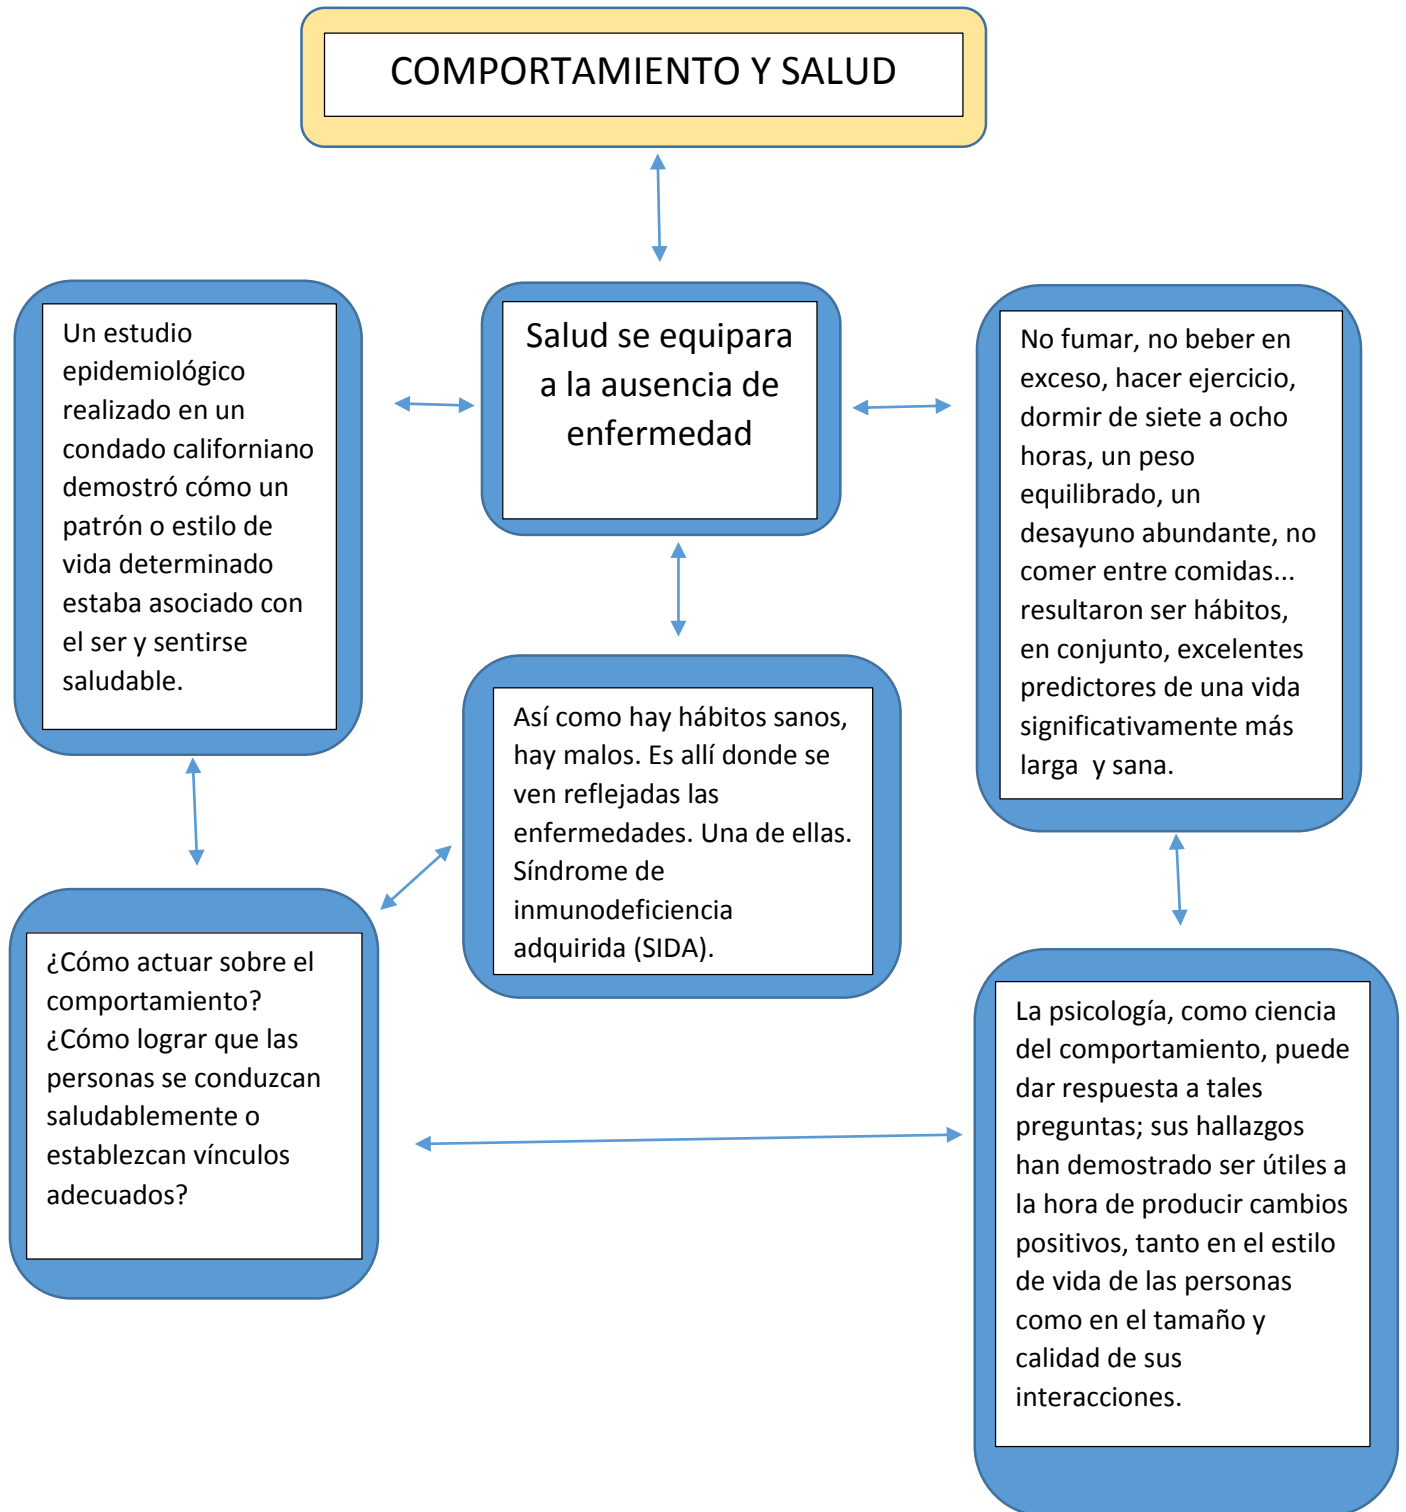 COMPORTAMIENTO Y SALUD
Un estudio
epidemiológico
realizado en un
condado californiano
demostró cómo un
patrón o estilo de
vida determinado
estaba asociado con
el ser y sentirse
saludable.
Salud se equipara
a la ausencia de
enfermedad
No fumar, no beber en
exceso, hacer ejercicio,
dormir de siete a ocho
horas, un peso
equilibrado, un
desayuno abundante, no
comer entre comidas...
resultaron ser hábitos,
en conjunto, excelentes
predictores de una vida
significativamente más
larga  y sana.
Así como hay hábitos sanos,
hay malos. Es allí donde se
ven reflejadas las
enfermedades. Una de ellas.
Síndrome de
inmunodeficiencia
adquirida (SIDA).
¿Cómo actuar sobre el
comportamiento?
¿Cómo lograr que las
personas se conduzcan
saludablemente o
establezcan vínculos
adecuados?
La psicología, como ciencia
del comportamiento, puede
dar respuesta a tales
preguntas; sus hallazgos
han demostrado ser útiles a
la hora de producir cambios
positivos, tanto en el estilo
de vida de las personas
como en el tamaño y
calidad de sus
interacciones.